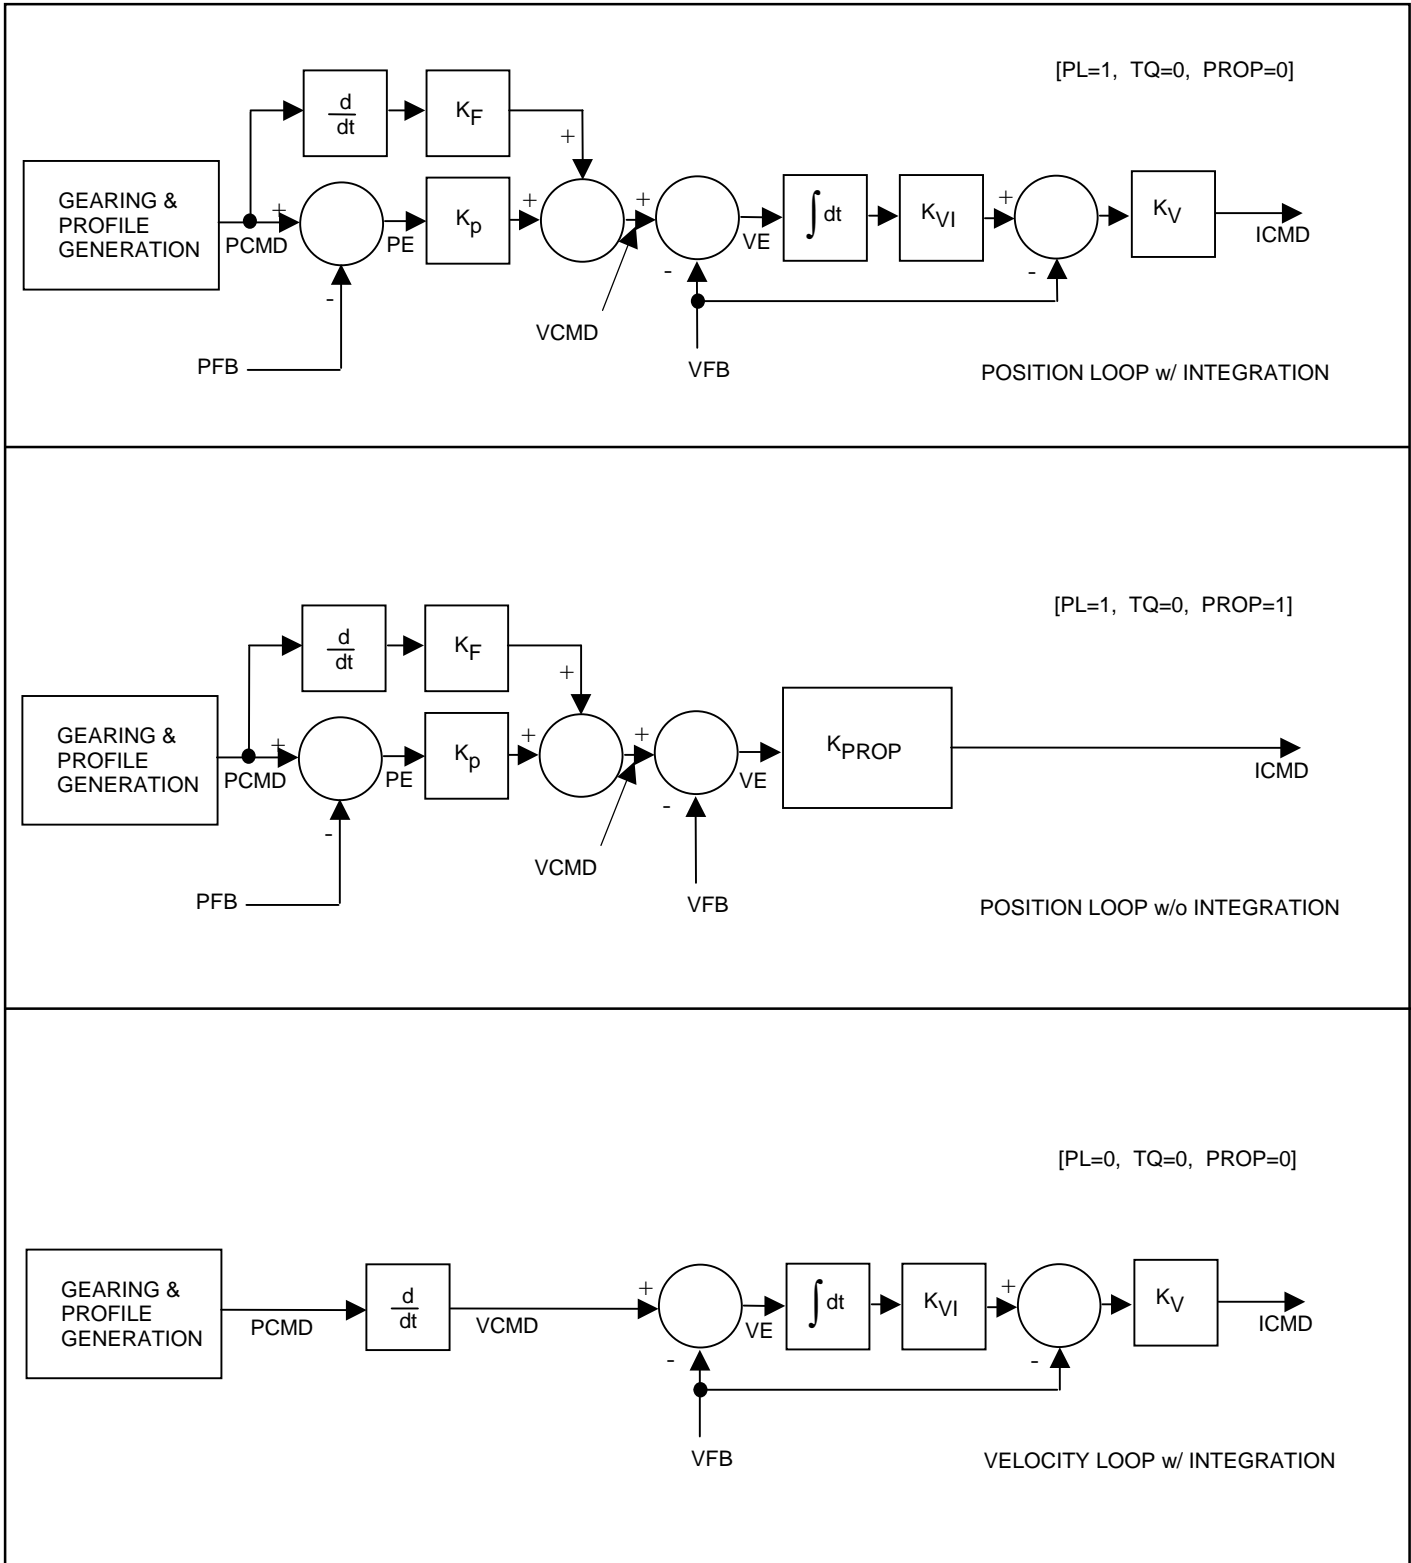 [PL=1, TQ=0, PROP=0]
d
dt
KF
+
GEARING &
PROFILE
GENERATION
+
PCMD
PE
Kp
+
+
VE
∫dt
KVI
+
KV
ICMD
-
-
-
VCMD
PFB
VFB
POSITION LOOP w/ INTEGRATION
[PL=1, TQ=0, PROP=1]
d
dt
KF
+
GEARING &
PROFILE
GENERATION
+
PCMD
PE
Kp
+
+
VE
KPROP
ICMD
-
-
VCMD
PFB
VFB
POSITION LOOP w/o INTEGRATION
[PL=0, TQ=0, PROP=0]
GEARING &
PROFILE
GENERATION
PCMD
d
dt
VCMD
+
VE
∫dt
KVI
+
KV
ICMD
-
-
VFB
VELOCITY LOOP w/ INTEGRATION